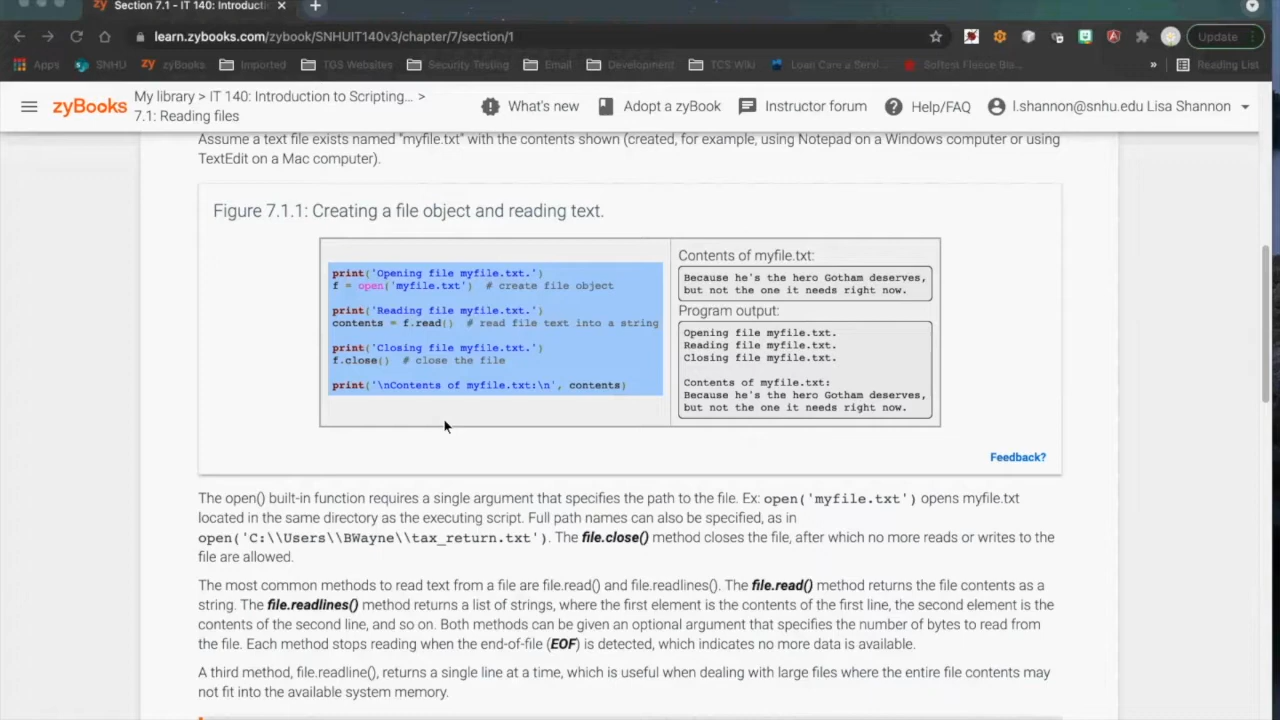 Section 7.1 - IT 140: Introducti
learn.zybooks.com/zybook/SNHUIT140v3/chapter/7/section/1
Update
Apps
SNHU
zyBooks
Imported
TGS Websites
Security Testing
Email
Development
TCS Wiki
Loan Care a Servi...
Softest Fleece Bla...
»
Reading List
zyBooks
My library > IT 140: Introduction to Scripting... >
7.1: Reading files
What's new
Adopt a zyBook
Instructor forum
Help/FAQ
l.shannon@snhu.edu Lisa Shannon
Assume a text file exists named "myfile.txt" with the contents shown (created, for example, using Notepad on a Windows computer or using
TextEdit on a Mac computer).
Figure 7.1.1: Creating a file object and reading text.
print('Opening file myfile.txt.')
f = open('myfile.txt')  # create file object
print('Reading file myfile.txt.')
contents = f.read()  # read file text into a string
print('Closing file myfile.txt.')
f.close()  # close the file
print('\nContents of myfile.txt:\n', contents)
Contents of myfile.txt:
Because he's the hero Gotham deserves,
but not the one it needs right now.
Program output:
Opening file myfile.txt.
Reading file myfile.txt.
Closing file myfile.txt.
Contents of myfile.txt:
Because he's the hero Gotham deserves,
but not the one it needs right now.
Feedback?
The open() built-in function requires a single argument that specifies the path to the file. Ex: open('myfile.txt') opens myfile.txt
located in the same directory as the executing script. Full path names can also be specified, as in
open('C:\\Users\\BWayne\\tax_return.txt'). The file.close() method closes the file, after which no more reads or writes to the
file are allowed.
The most common methods to read text from a file are file.read() and file.readlines(). The file.read() method returns the file contents as a
string. The file.readlines() method returns a list of strings, where the first element is the contents of the first line, the second element is the
contents of the second line, and so on. Both methods can be given an optional argument that specifies the number of bytes to read from
the file. Each method stops reading when the end-of-file (EOF) is detected, which indicates no more data is available.
A third method, file.readline(), returns a single line at a time, which is useful when dealing with large files where the entire file contents may
not fit into the available system memory.